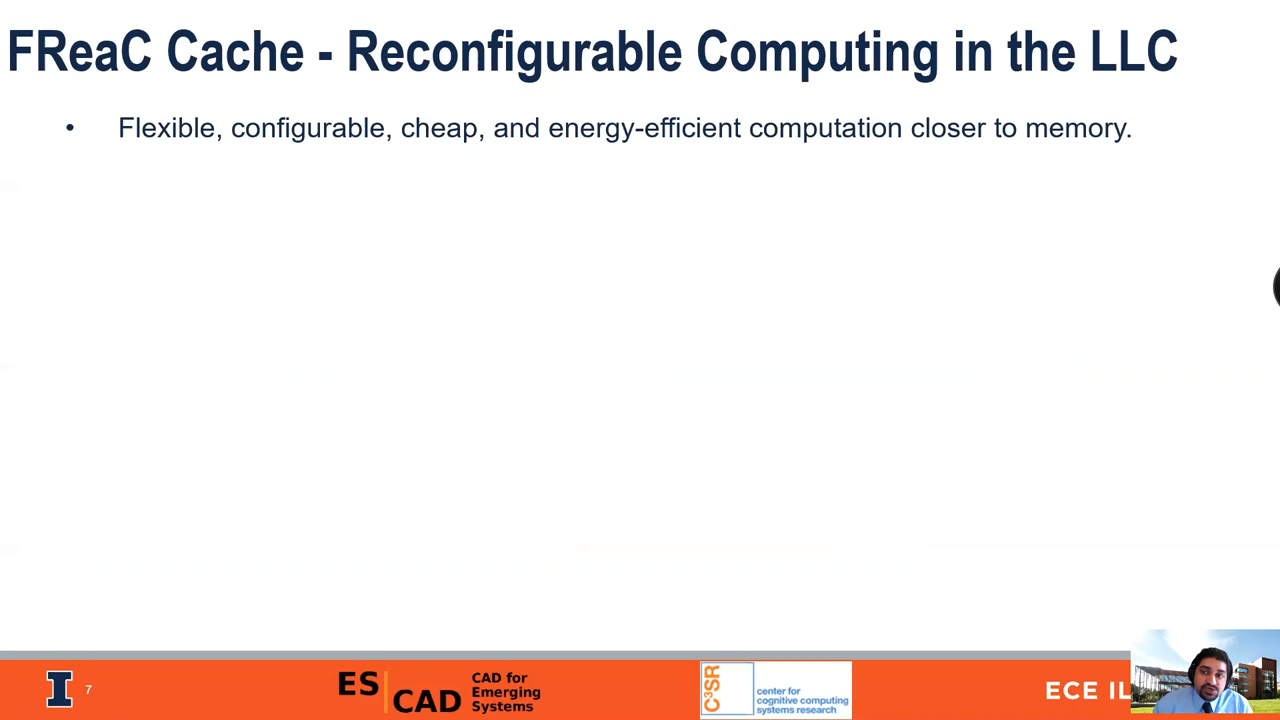 FReaC Cache - Reconfigurable Computing in the LLC
• Flexible, configurable, cheap, and energy-efficient computation closer to memory.
I
7
ES CAD
CAD for
Emerging
Systems
C³SR
center for
cognitive computing
systems research
ECE IL